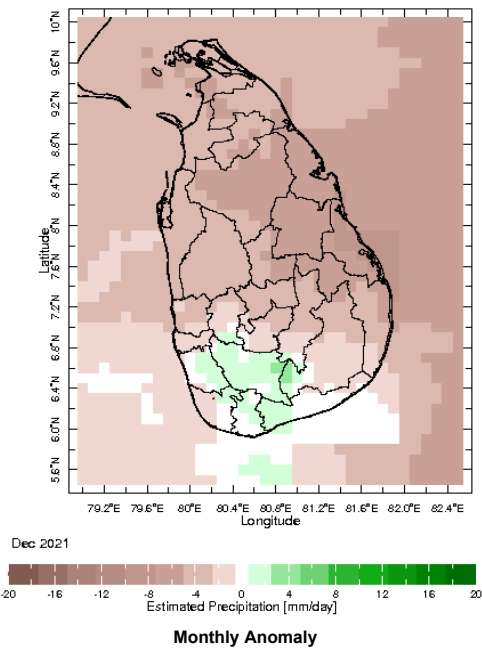 10°N
9.6°N
9.2°N
8.8°N
8.4°N
8°N
7.6°N
7.2°N
6.8°N
6.4°N
6.0°N
5.6°N
Latitude
79.2°E 79.6°E 80°E 80.4°E 80.8°E 81.2°E 81.6°E 82.0°E 82.4°E
Longitude
Dec 2021
-20 -16 -12 -8 -4 0 4 8 12 16 20
Estimated Precipitation [mm/day]
Monthly Anomaly